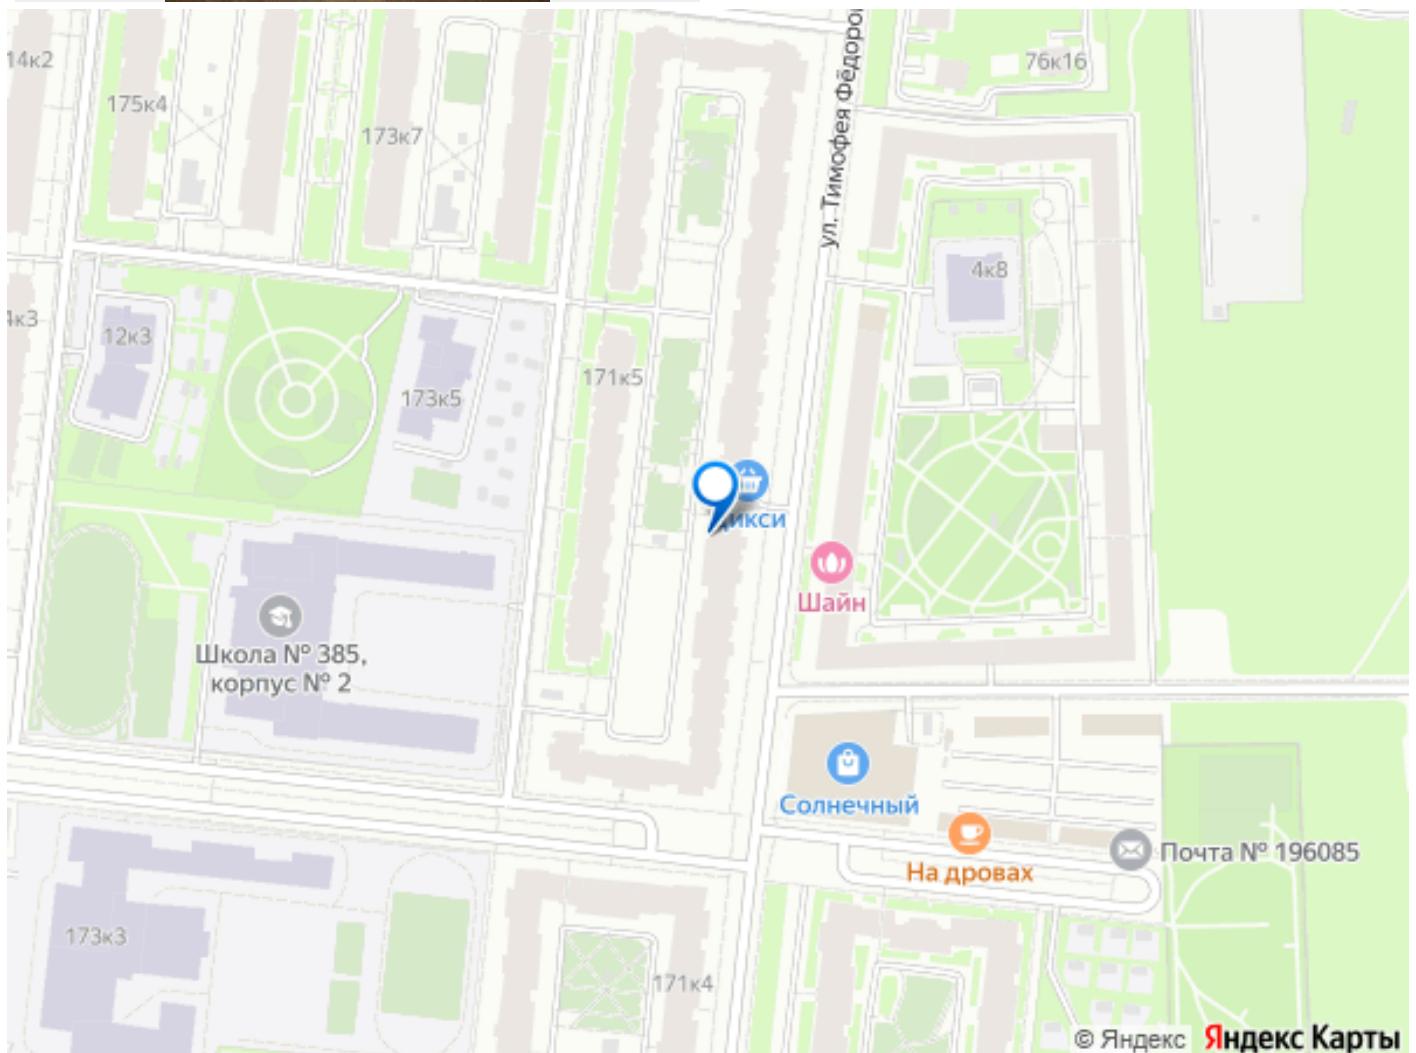 14к2
76к16
175к4
173к7
ул. Тимофея Фёдоро
4к8
4к3
12к3
171к5
173к5
Дикси
Шайн
Школа № 385,
корпус № 2
Солнечный
На дровах
Почта № 196085
173к3
171к4
© Яндекс Яндекс Карты